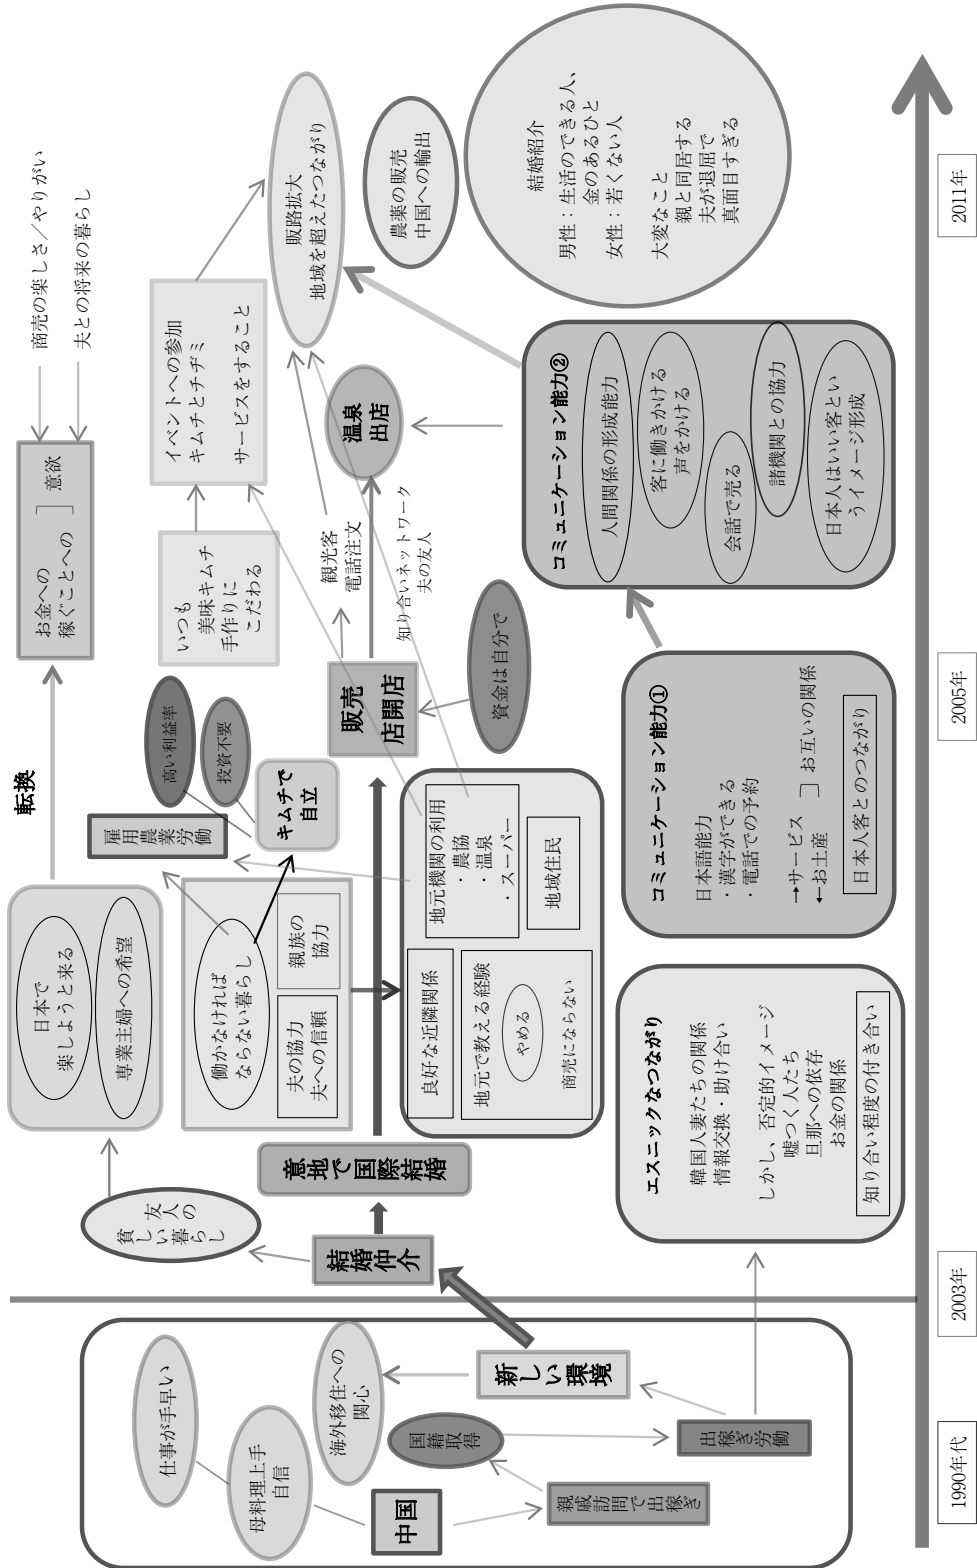 仕事が手早い
母料理上手
自信
海外移住への
関心
中国
親戚訪問で出稼ぎ
国籍
取得
出稼ぎ労働
新しい環境
結婚仲介
友人の
貧しい暮らし
意地で国際結婚
日本で
楽しようと来る
専業主婦への希望
転換
お金への
稼ぐことへの
意欲
商売の楽しさ／やりがい
夫との将来の暮らし
働かなければ
ならない暮らし
夫の協力
夫への信頼
親族の
協力
雇用農業労働
高い利益率
投資不要
キムチで
自立
いつも
美味キムチ
手作りに
こだわる
イベントへの参加
キムチとチヂミ
サービスをすること
販路拡大
地域を超えたつながり
農薬の販売
中国への輸出
良好な近隣関係
地元で教える経験
やめる
商売にならない
地元機関の利用
・農協
・温泉
・スーパー
地域住民
販売
店開店
資金は自分で
観光客
電話注文
知り合いネットワーク
夫の友人
温泉
出店
結婚紹介
男性：生活のできる人、
金のあるひと
女性：若くない人
大変なこと
親と同居する
夫が退屈で
真面目すぎる
エスニックなつながり
韓国人妻たちの関係
情報交換・助け合い
しかし、否定的イメージ
嘘つく人たち
旦那への依存
お金の関係
知り合い程度の付き合い
コミュニケーション能力①
日本語能力
・漢字ができる
・電話での予約
→サービス
←お土産
お互いの関係
日本人客とのつながり
コミュニケーション能力②
人間関係の形成能力
客に働きかける
声をかける
会話で売る
諸機関との協力
日本人はいい客とい
うイメージ形成
1990年代
2003年
2005年
2011年